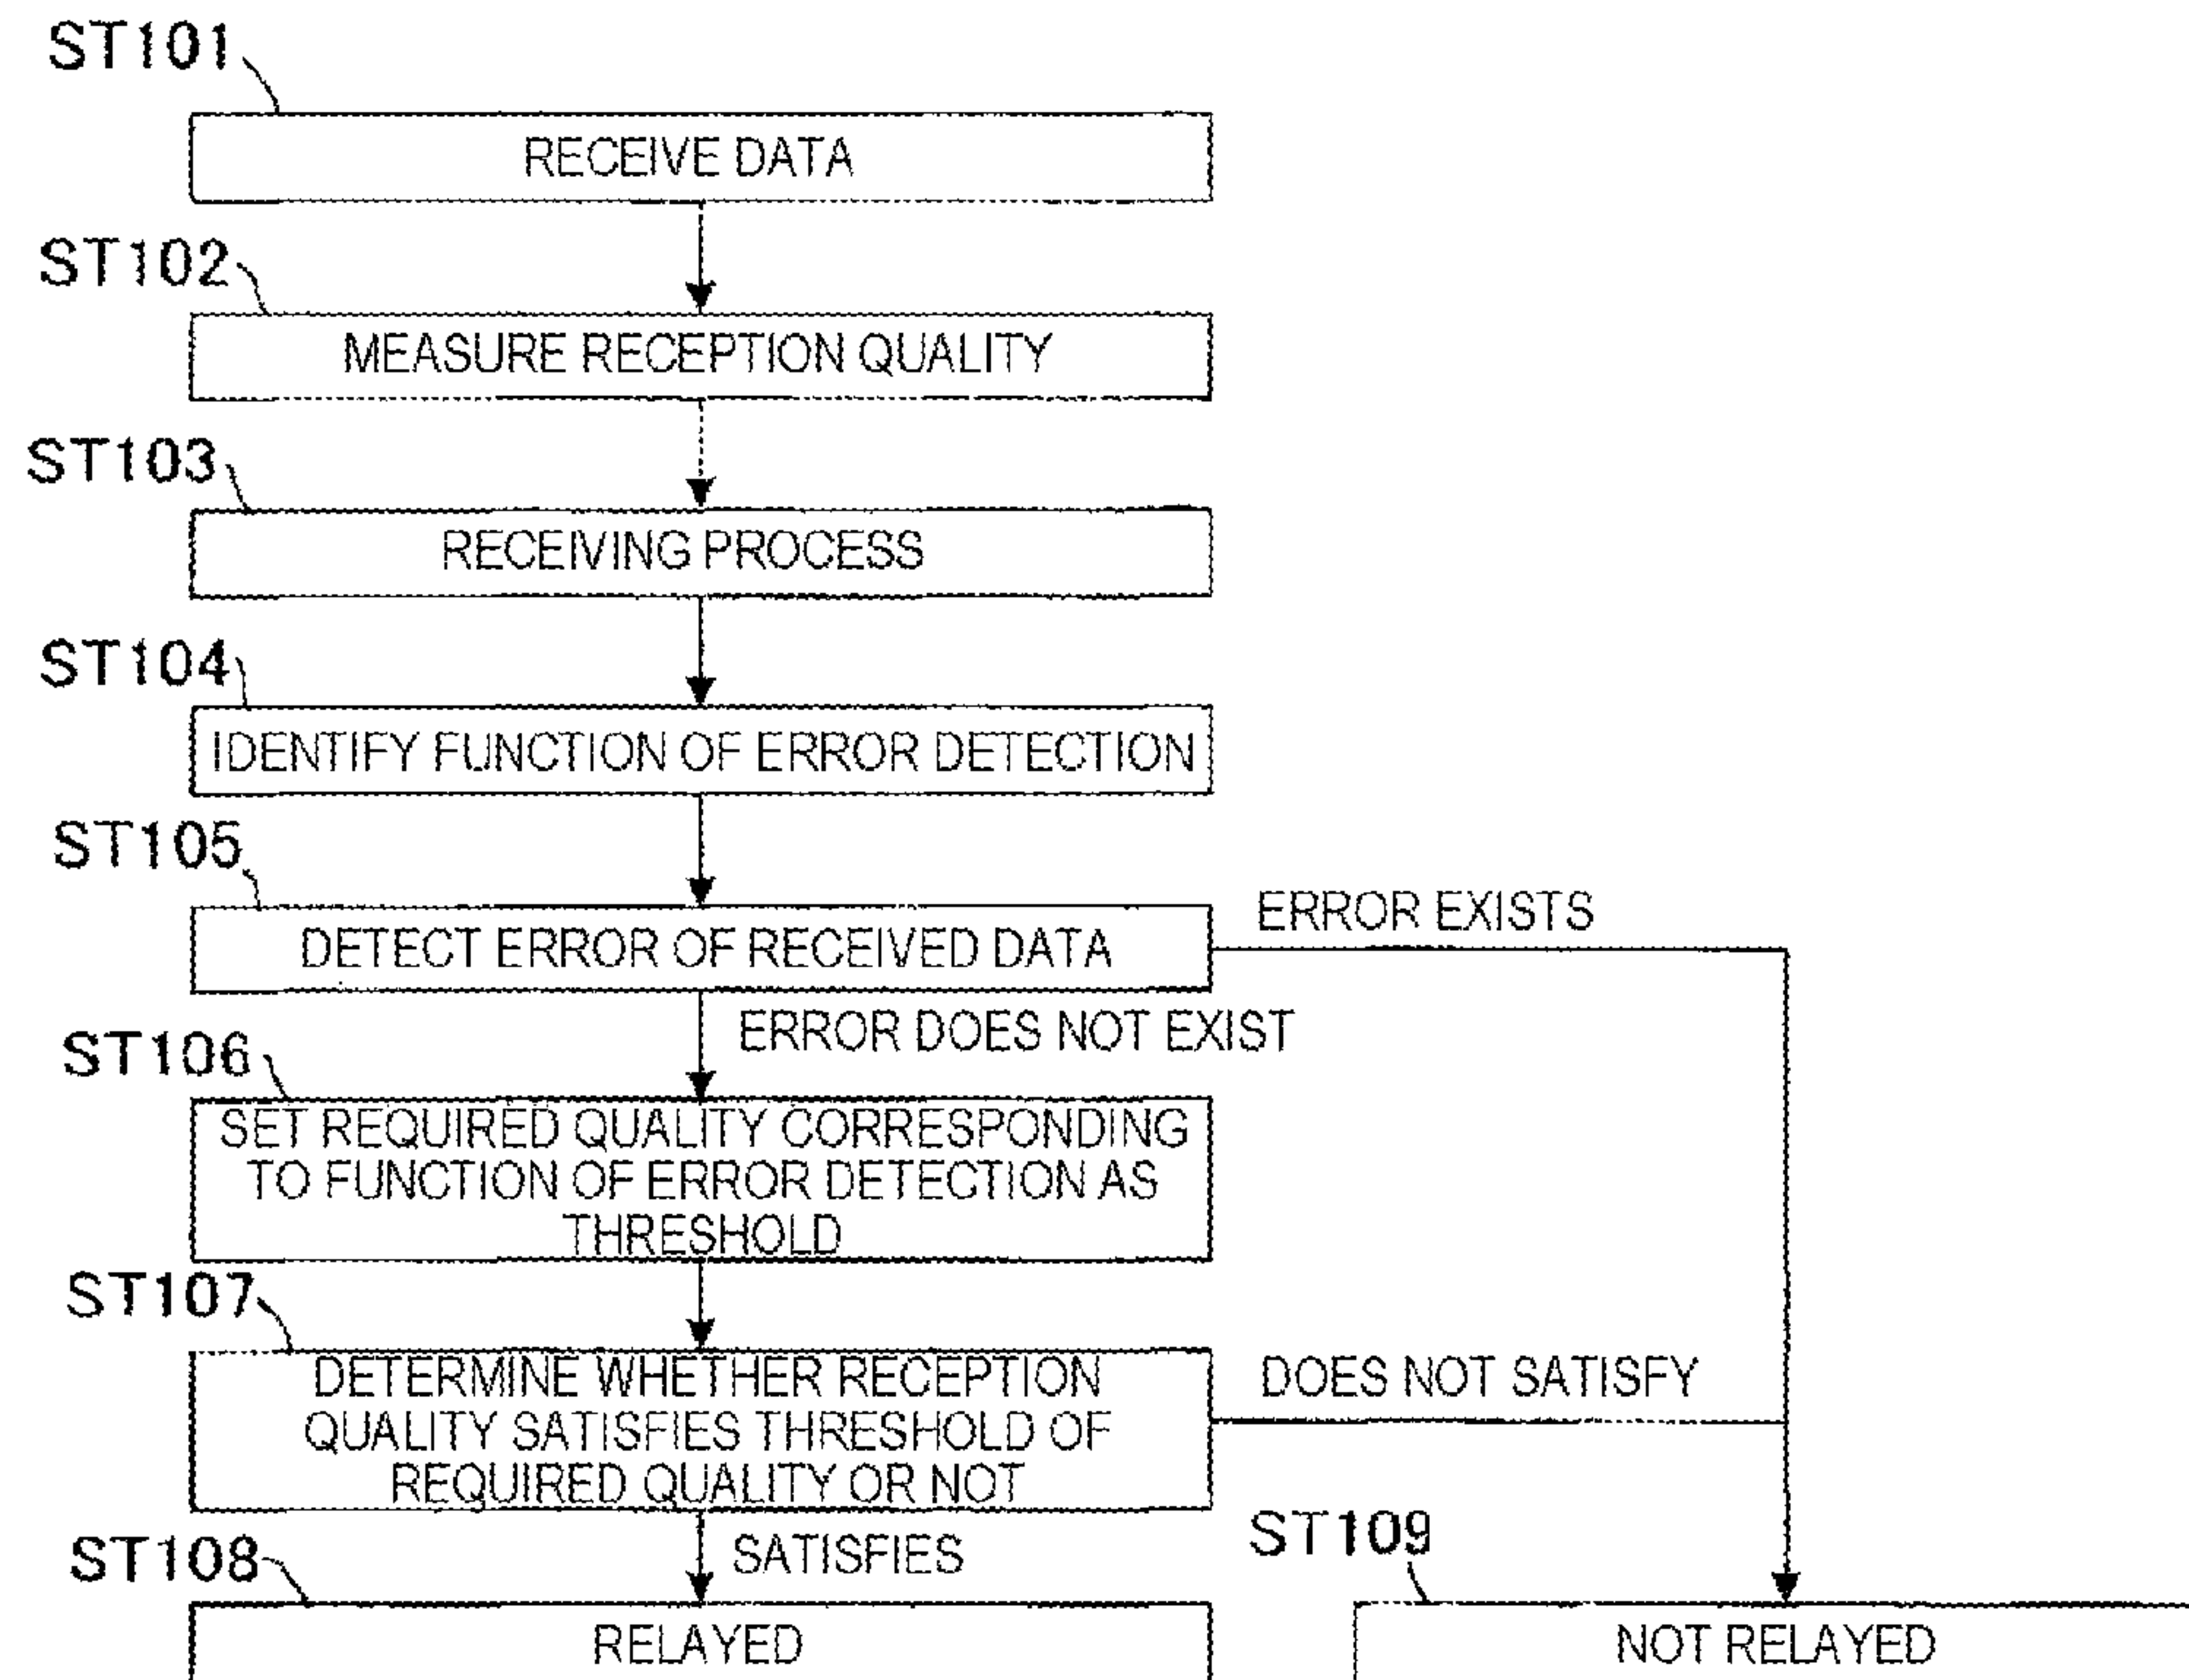 ST101
RECEIVE DATA
ST102
MEASURE RECEPTION QUALITY
ST103
RECEIVING PROCESS
ST104
IDENTIFY FUNCTION OF ERROR DETECTION
ST105
DETECT ERROR OF RECEIVED DATA
ERROR EXISTS
ERROR DOES NOT EXIST
ST106
SET REQUIRED QUALITY CORRESPONDING
TO FUNCTION OF ERROR DETECTION AS
THRESHOLD
ST107
DETERMINE WHETHER RECEPTION
QUALITY SATISFIES THRESHOLD OF
REQUIRED QUALITY OR NOT
DOES NOT SATISFY
SATISFIES
ST108
RELAYED
ST109
NOT RELAYED